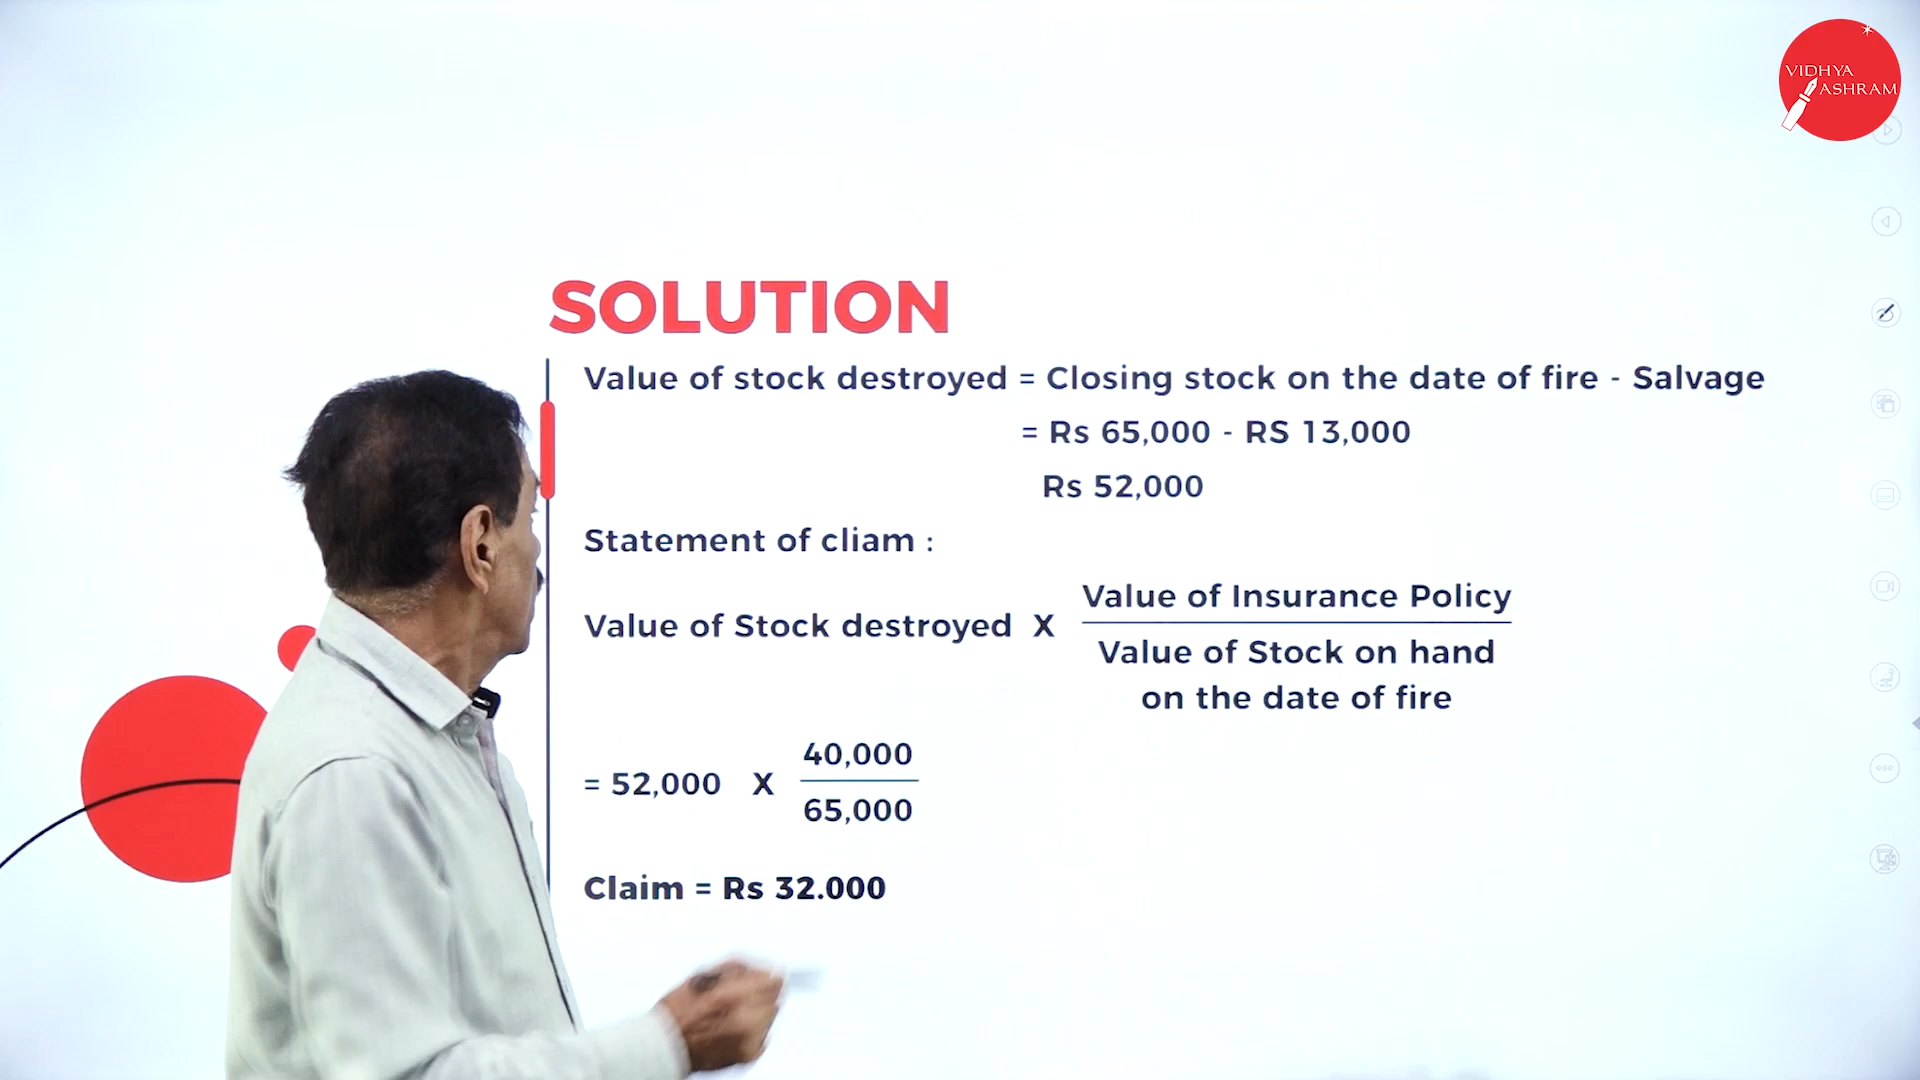 VIDHYA
ASHRAM
SOLUTION
Value of stock destroyed = Closing stock on the date of fire - Salvage
= Rs 65,000 - RS 13,000
Rs 52,000
Statement of cliam :
Value of Stock destroyed X Value of Insurance Policy
Value of Stock on hand
on the date of fire
= 52,000 X 40,000
65,000
Claim = Rs 32.000